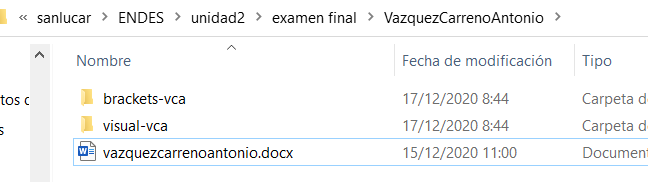 « sanlucar > ENDES > unidad2 > examen final > VazquezCarrenoAntonio >
Nombre Fecha de modificación Tipo
brackets-vca 17/12/2020 8:44 Carpeta de
visual-vca 17/12/2020 8:44 Carpeta de
vazquezcarrenoantonio.docx 15/12/2020 11:00 Document
tos d
s